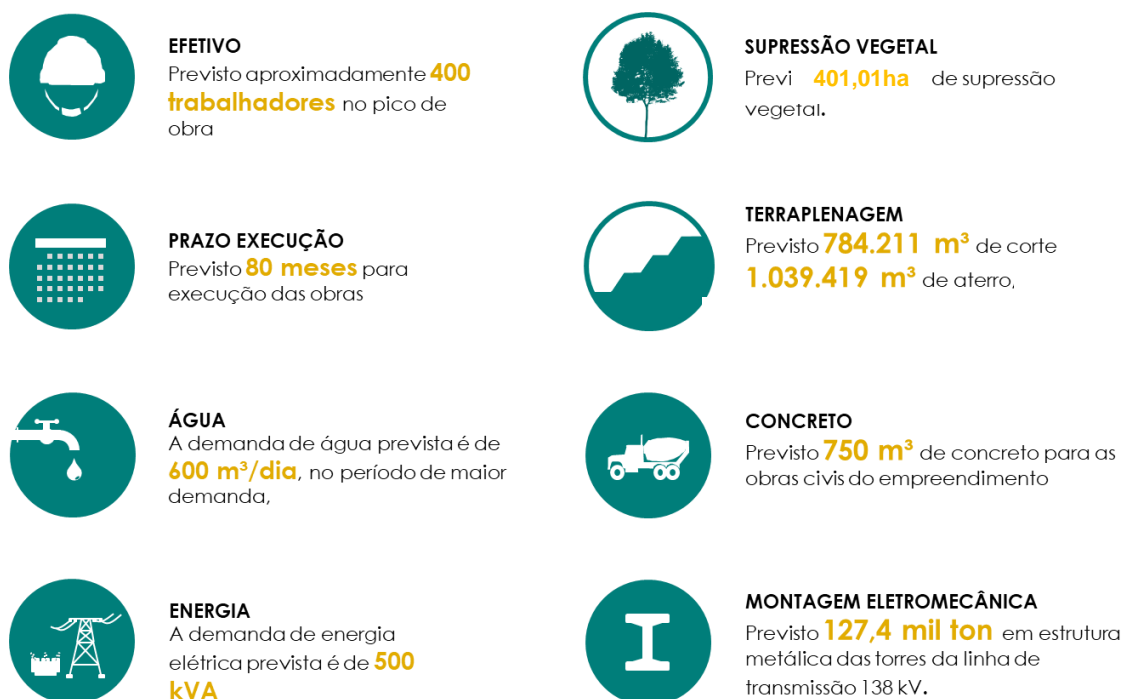 EFETIVO
Previsto aproximadamente 400
trabalhadores no pico de
obra
PRAZO EXECUÇÃO
Previsto 80 meses para
execução das obras
ÁGUA
A demanda de água prevista é de
600 m³/dia, no período de maior
demanda,
ENERGIA
A demanda de energia
elétrica prevista é de 500
kVA
SUPRESSÃO VEGETAL
Previ 401,01ha de supressão
vegetal.
TERRAPLENAGEM
Previsto 784.211 m³ de corte
1.039.419 m³ de aterro,
CONCRETO
Previsto 750 m³ de concreto para as
obras civis do empreendimento
MONTAGEM ELETROMECÂNICA
Previsto 127,4 mil ton em estrutura
metálica das torres da linha de
transmissão 138 kV.